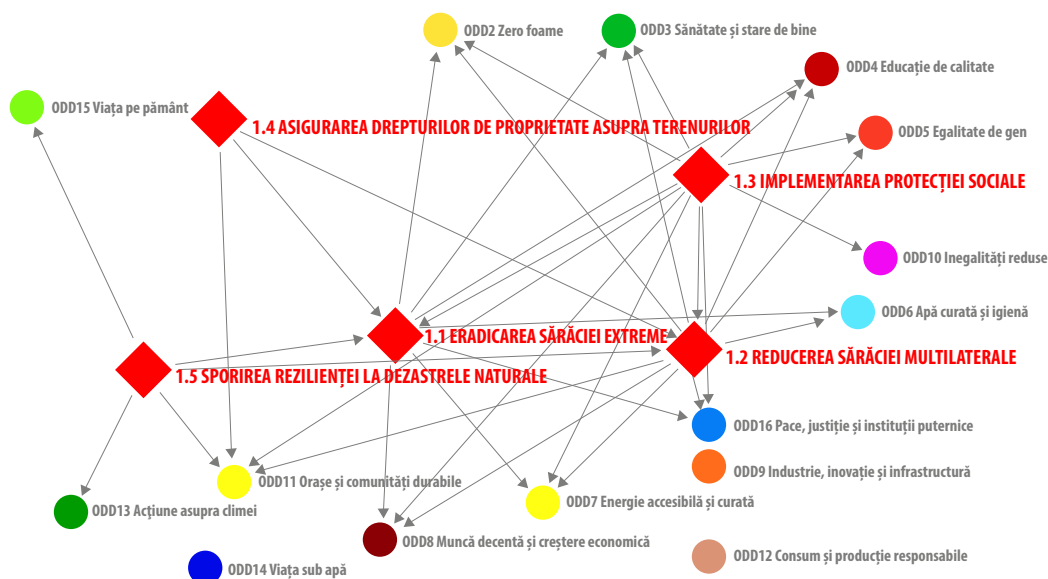 ODD2 Zero foame
ODD3 Sănătate și stare de bine
ODD4 Educație de calitate
ODD15 Viața pe pământ
1.4 ASIGURAREA DREPTURILOR DE PROPRIETATE ASUPRA TERENURILOR
ODD5 Egalitate de gen
1.3 IMPLEMENTAREA PROTECȚIEI SOCIALE
ODD10 Inegalități reduse
ODD6 Apă curată și igienă
1.1 ERADICAREA SĂRĂCIEI EXTREME
1.2 REDUCEREA SĂRĂCIEI MULTILATERALE
1.5 SPORIREA REZILIENȚEI LA DEZASTRELE NATURALE
ODD16 Pace, justiție și instituții puternice
ODD9 Industrie, inovație și infrastructură
ODD11 Orașe și comunități durabile
ODD7 Energie accesibilă și curată
ODD13 Acțiune asupra climei
ODD8 Muncă decentă și creștere economică
ODD12 Consum și producție responsabile
ODD14 Viața sub apă